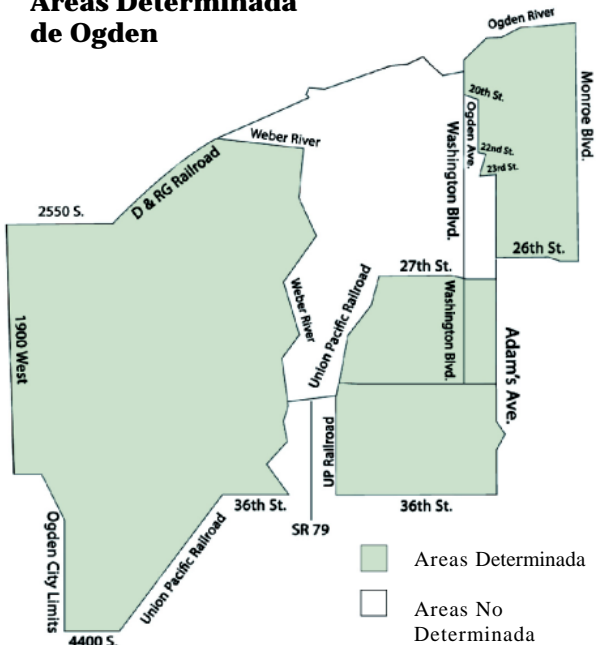 Areas Determinada
de Ogden
Ogden River
Monroe Blvd.
20th St.
Ogden Ave.
22nd St.
23rd St.
Washington Blvd.
26th St.
Weber River
D & RG Railroad
2550 S.
27th St.
Union Pacific Railroad
Weber River
Washington Blvd.
1900 West
Adam's Ave.
UP Railroad
36th St.
36th St.
SR 79
Ogden City Limits
Union Pacific Railroad
4400 S.
Areas Determinada
Areas No
Determinada